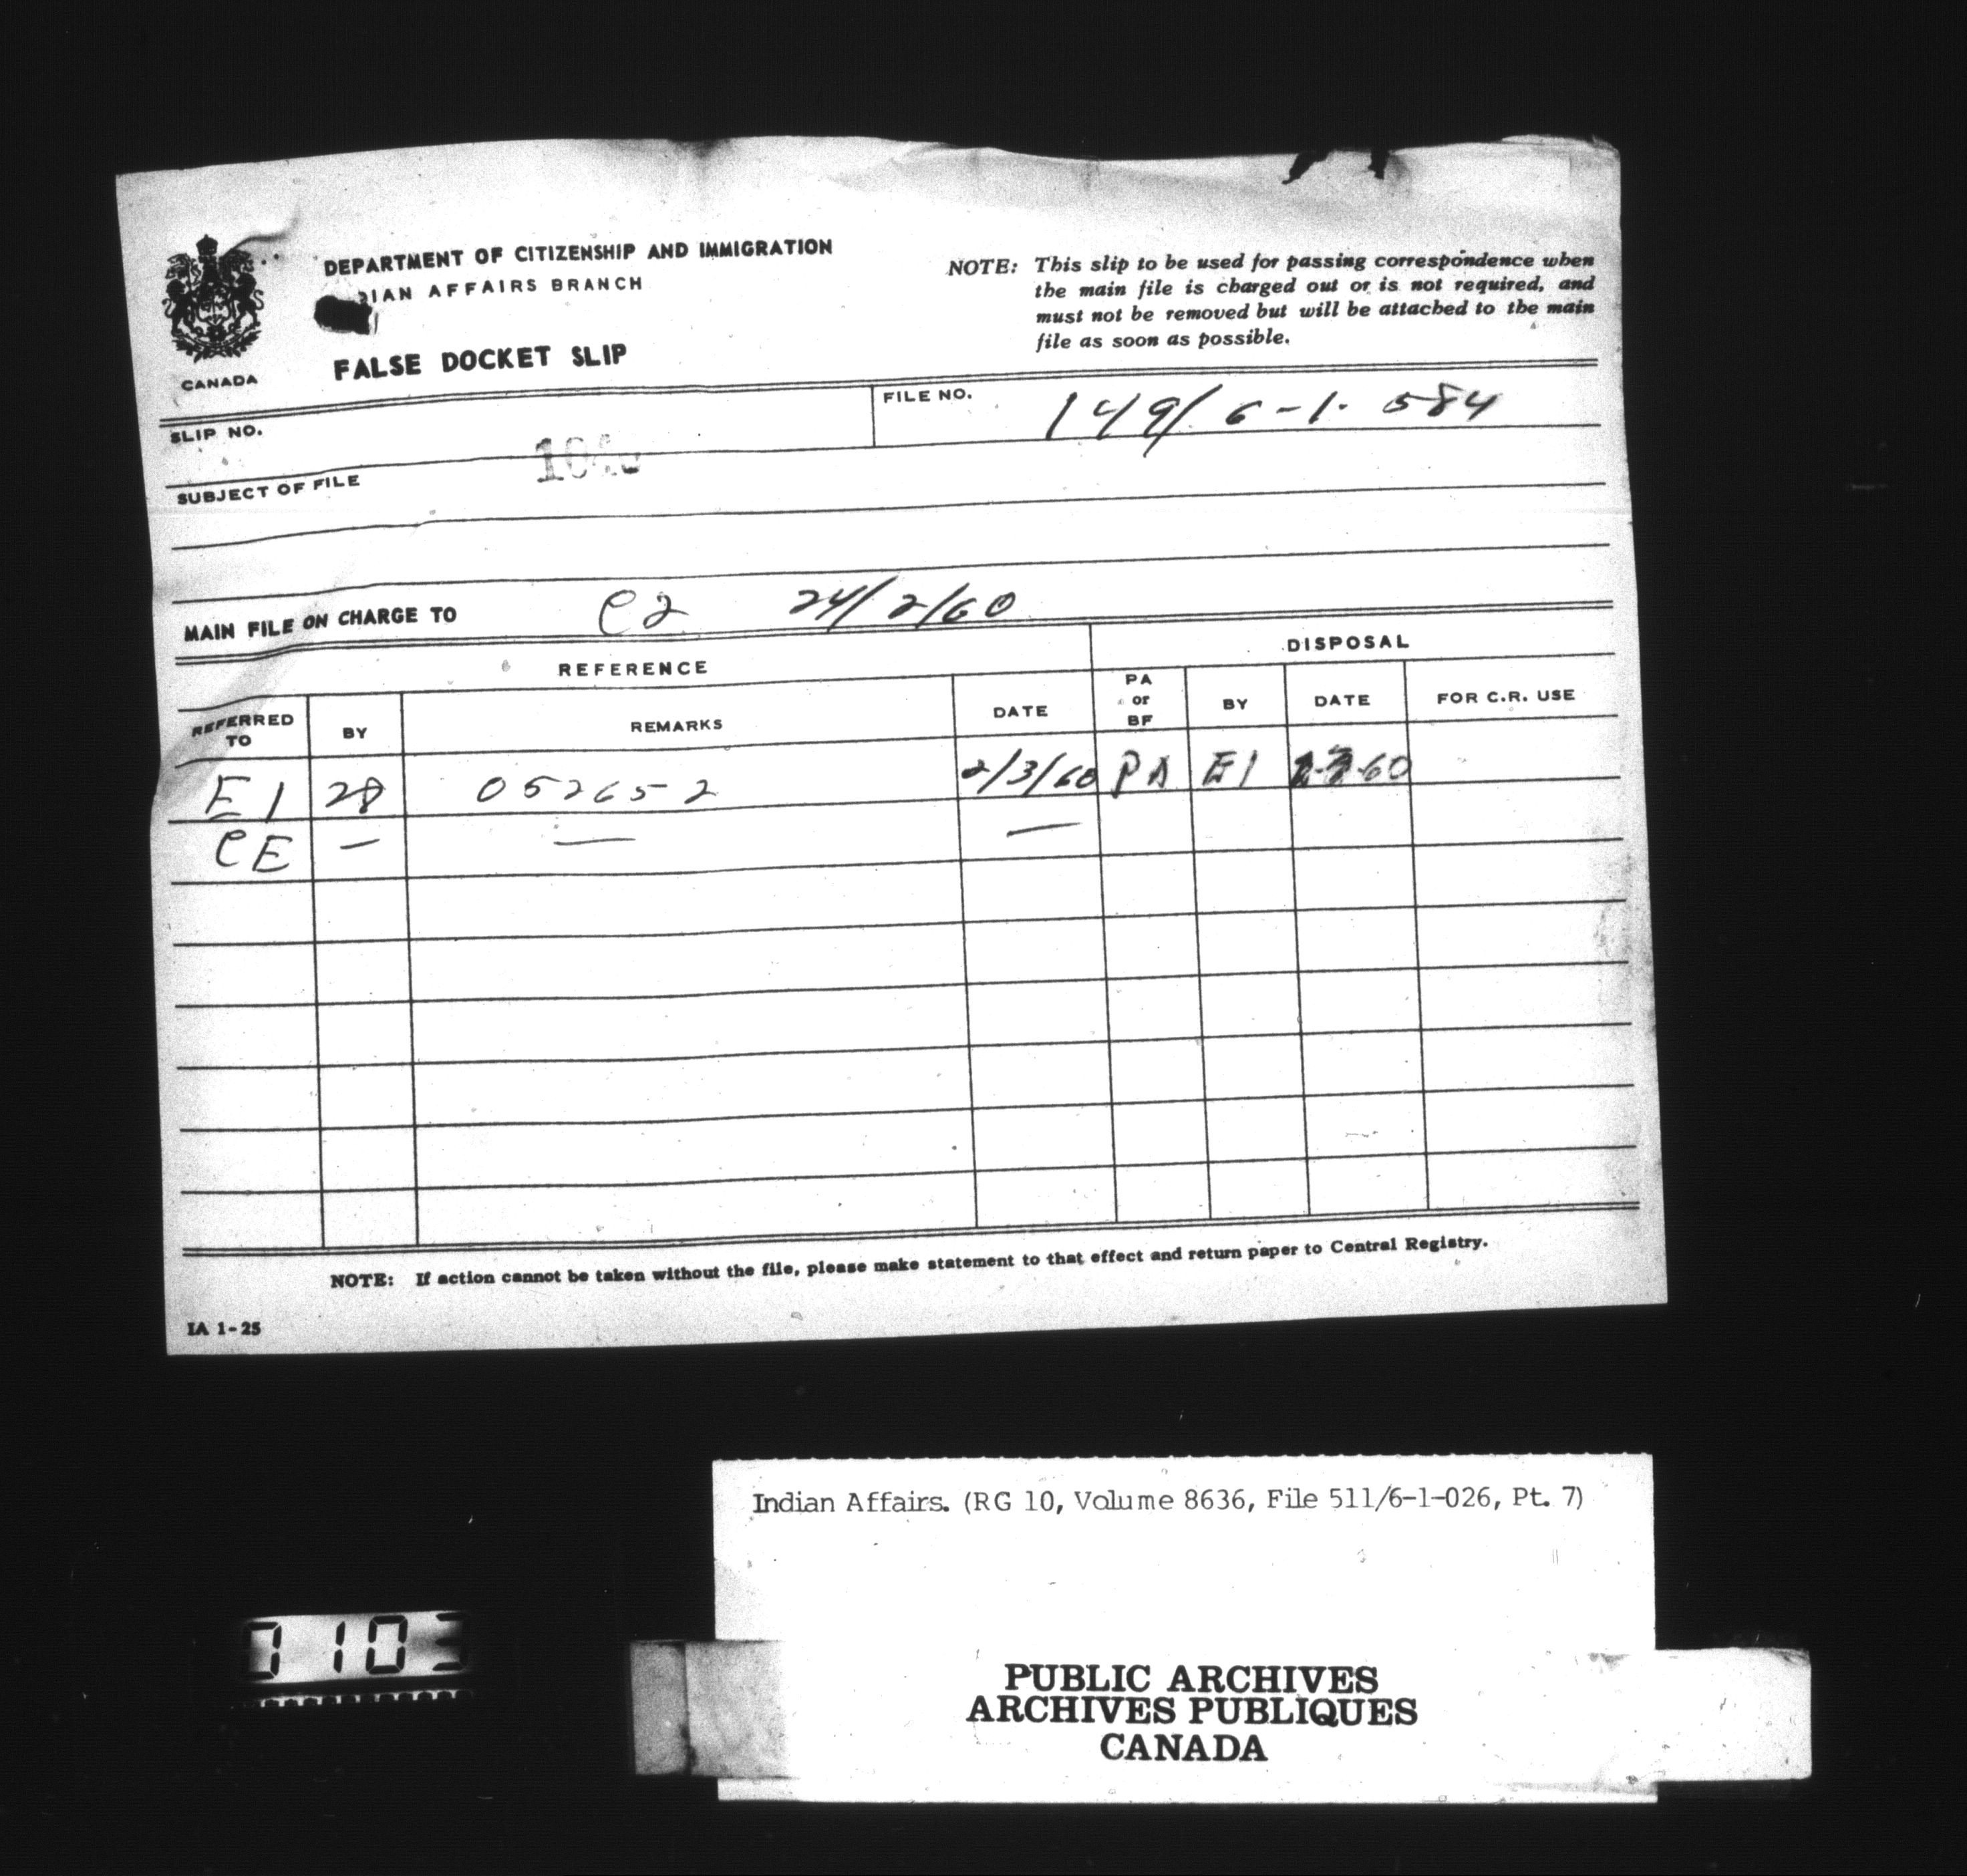 DEPARTMENT OF CITIZENSHIP AND IMMIGRATION
IAN AFFAIRS BRANCH
FALSE DOCKET SLIP
CANADA
NOTE: This slip to be used for passing correspondence when
the main file is charged out or is not required, and
must not be removed but will be attached to the main
file as soon as possible.
SLIP NO.
FILE NO. 149/6-1-584
SUBJECT OF FILE
MAIN FILE ON CHARGE TO C2 24/2/60
REFERENCE DISPOSAL
REFERRED TO BY REMARKS DATE PA or BF BY DATE FOR C.R. USE
E1 28 052652 2/3/60 PA E1
CE — — —
NOTE: If action cannot be taken without the file, please make statement to that effect and return paper to Central Registry.
IA 1-25
Indian Affairs. (RG 10, Volume 8636, File 511/6-1-026, Pt. 7)
0103
PUBLIC ARCHIVES
ARCHIVES PUBLIQUES
CANADA